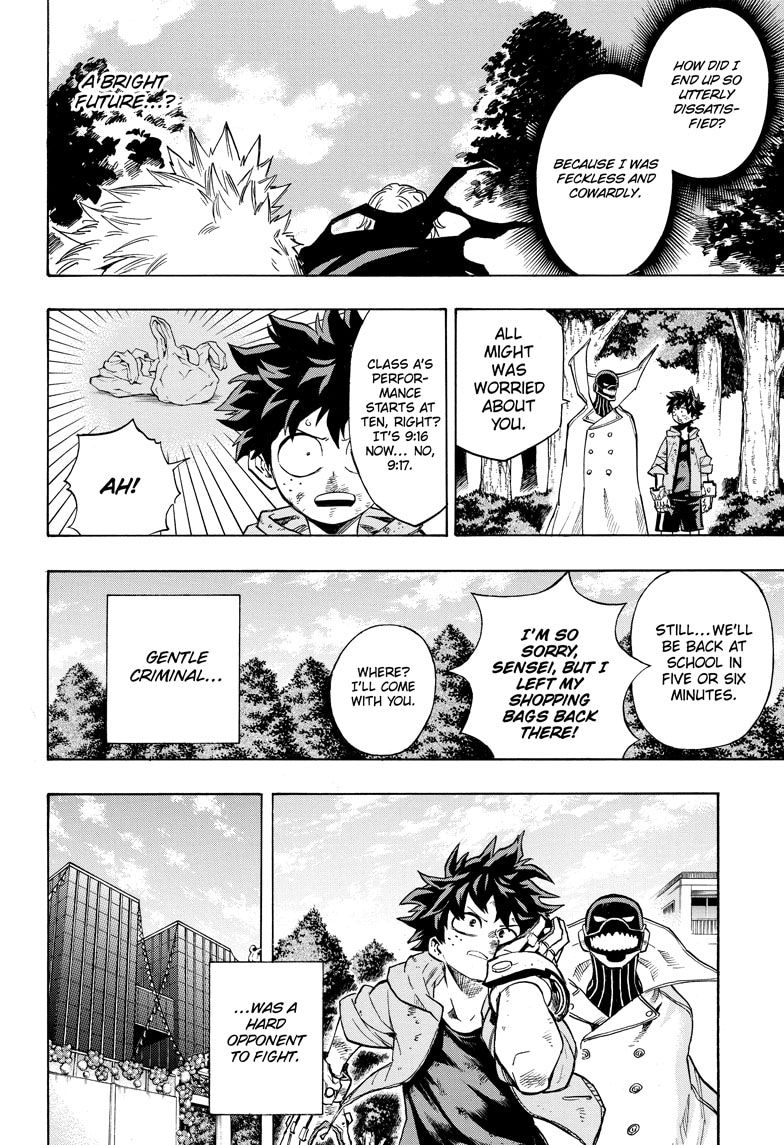 HOW DID I
END UP SO
UTTERLY
DISSATIS-
FIED?
BECAUSE I WAS
FECKLESS AND
COWARDLY.
A BRIGHT
FUTURE...?
ALL
MIGHT
WAS
WORRIED
ABOUT
YOU.
CLASS A'S
PERFOR-
MANCE
STARTS AT
TEN, RIGHT?
IT'S 9:16
NOW... NO,
9:17.
AH!
STILL...WE'LL
BE BACK AT
SCHOOL IN
FIVE OR SIX
MINUTES.
I'M SO
SORRY,
SENSEI, BUT I
LEFT MY
SHOPPING
BAGS BACK
THERE!
WHERE?
I'LL COME
WITH YOU.
GENTLE
CRIMINAL...
...WAS A
HARD
OPPONENT
TO FIGHT.